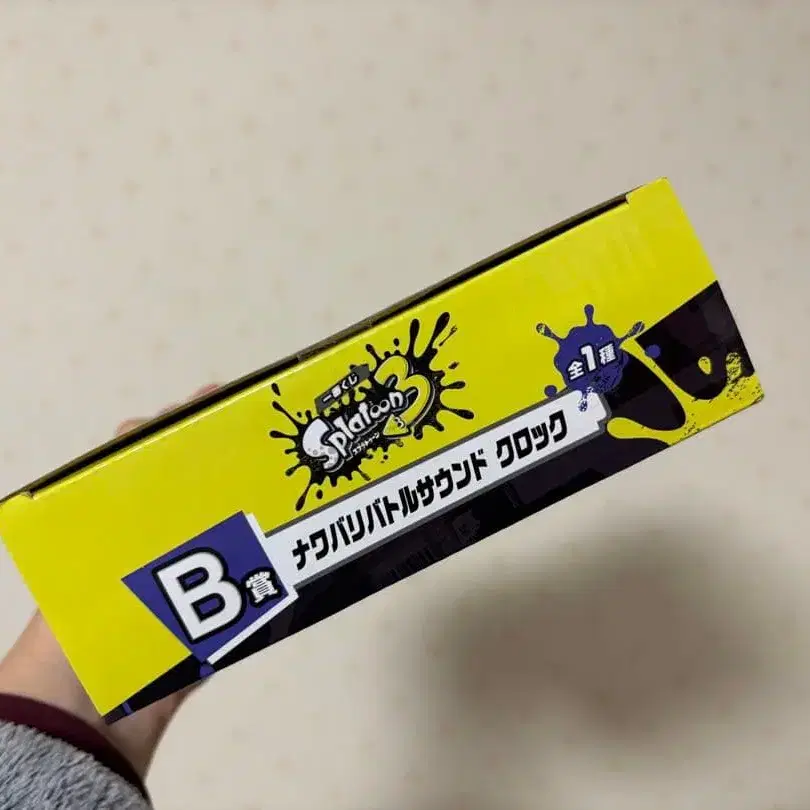 一番くじ
Splatoon3
スプラトゥーン3
全1種
ナワバリバトルサウンド クロック
B賞